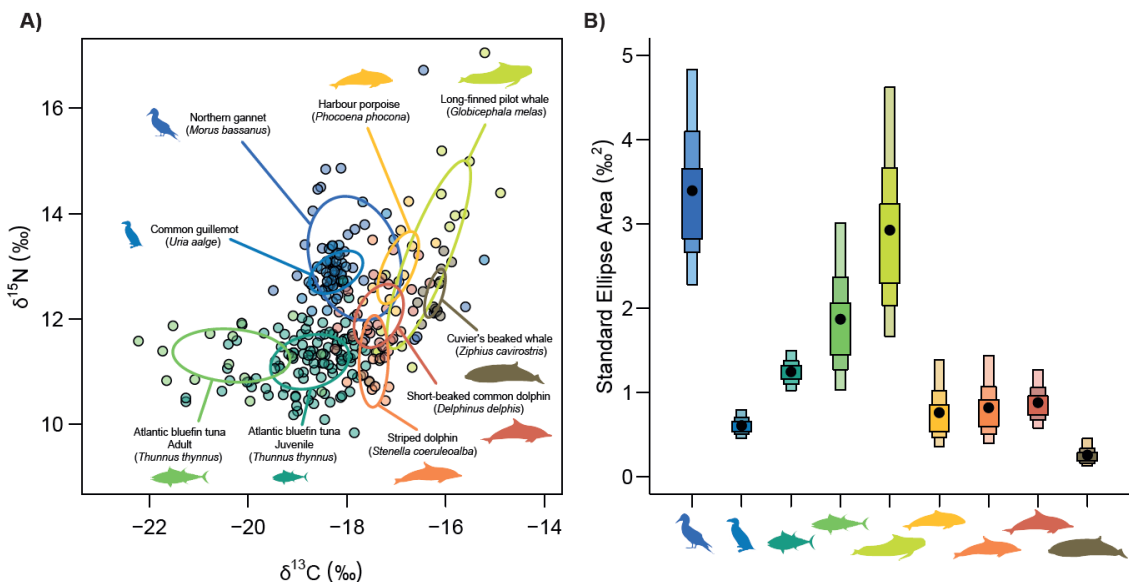 A)
16
14
12
10
δ15N (‰)
−22
−20
−18
−16
−14
δ13C (‰)
Northern gannet
(Morus bassanus)
Harbour porpoise
(Phocoena phocona)
Long-finned pilot whale
(Globicephala melas)
Common guillemot
(Uria aalge)
Cuvier's beaked whale
(Ziphius cavirostris)
Short-beaked common dolphin
(Delphinus delphis)
Atlantic bluefin tuna
Adult
(Thunnus thynnus)
Atlantic bluefin tuna
Juvenile
(Thunnus thynnus)
Striped dolphin
(Stenella coeruleoalba)
B)
5
4
3
2
1
0
Standard Ellipse Area (‰2)